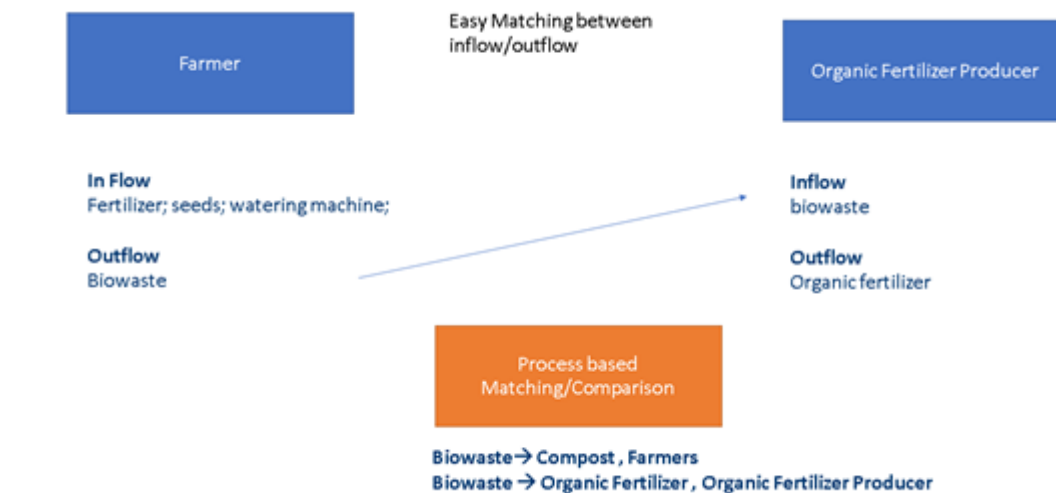 Easy Matching between
inflow/outflow
Farmer
Organic Fertilizer Producer
In Flow
Fertilizer; seeds; watering machine;
Outflow
Biowaste
Inflow
biowaste
Outflow
Organic fertilizer
Process based
Matching/Comparison
Biowaste→ Compost , Farmers
Biowaste → Organic Fertilizer , Organic Fertilizer Producer